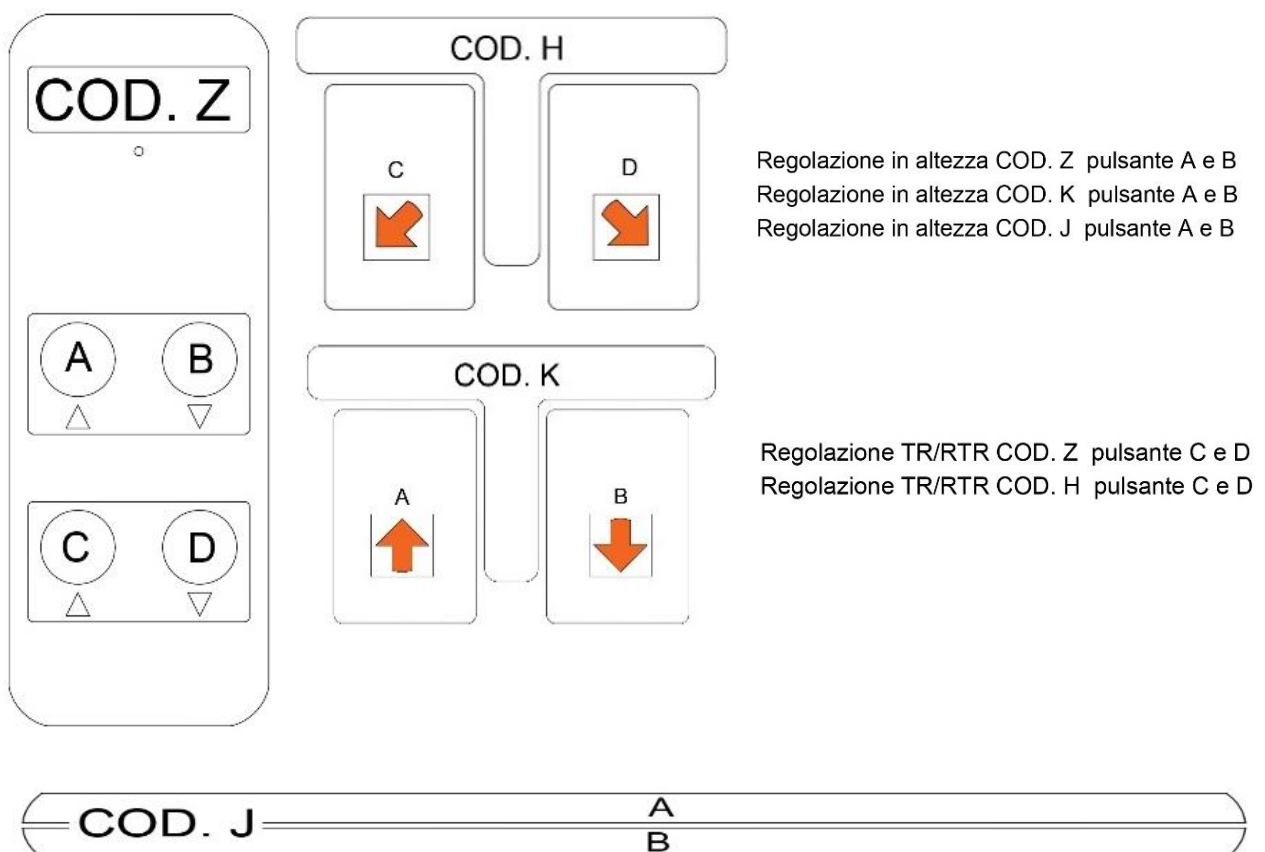 COD. Z
A B
C D
COD. H
C D
COD. K
A B
Regolazione in altezza COD. Z pulsante A e B
Regolazione in altezza COD. K pulsante A e B
Regolazione in altezza COD. J pulsante A e B
Regolazione TR/RTR COD. Z pulsante C e D
Regolazione TR/RTR COD. H pulsante C e D
COD. J
A
B